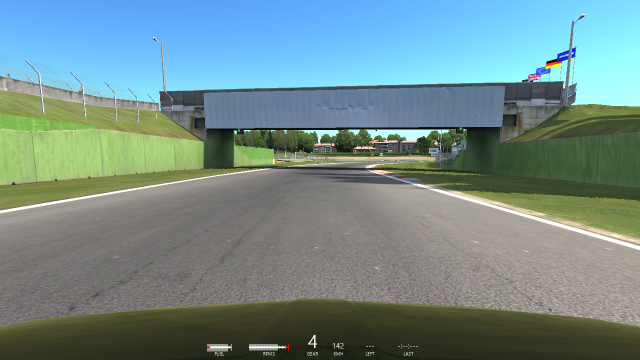 4
142
---
-:--.---
FUEL
RPMS
GEAR
KMH
LEFT
LAST